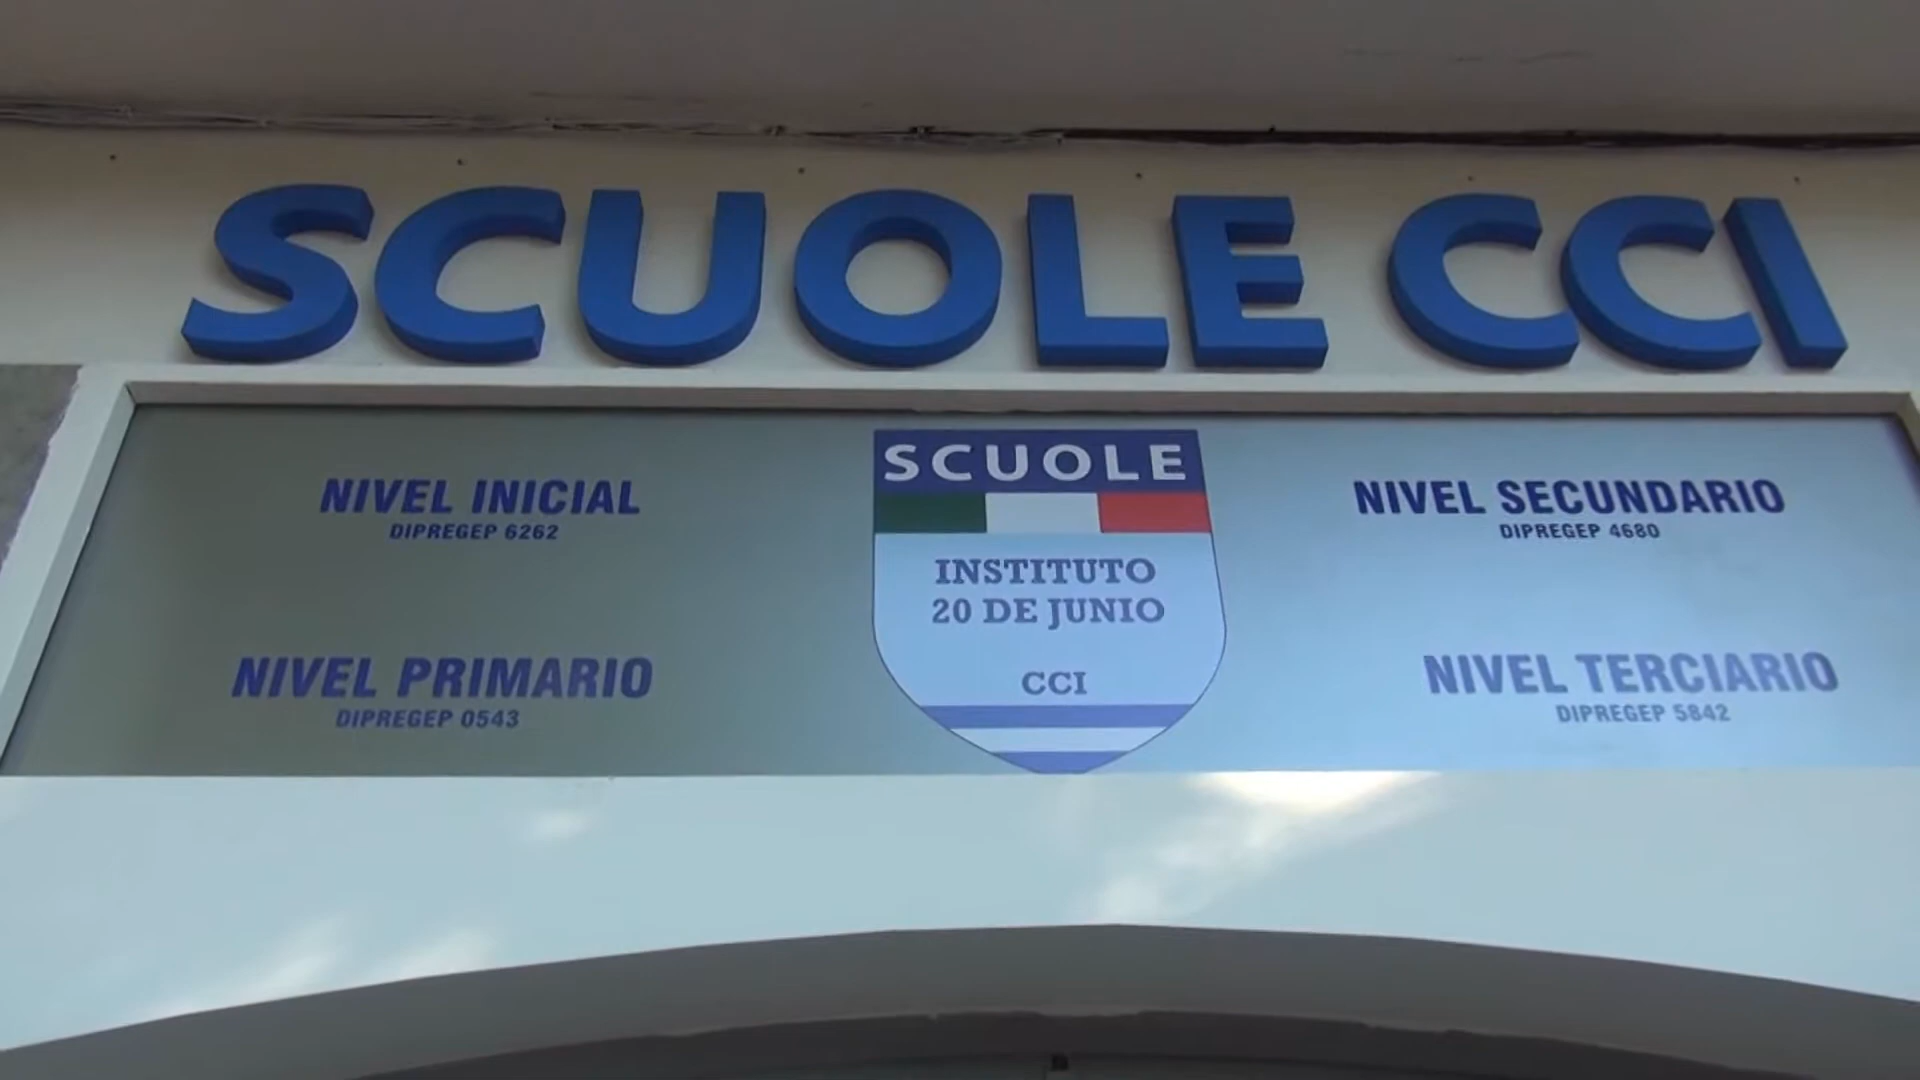 SCUOLE CCI
NIVEL INICIAL
DIPREGEP 6262
NIVEL PRIMARIO
DIPREGEP 0543
SCUOLE
INSTITUTO
20 DE JUNIO
CCI
NIVEL SECUNDARIO
DIPREGEP 4680
NIVEL TERCIARIO
DIPREGEP 5842